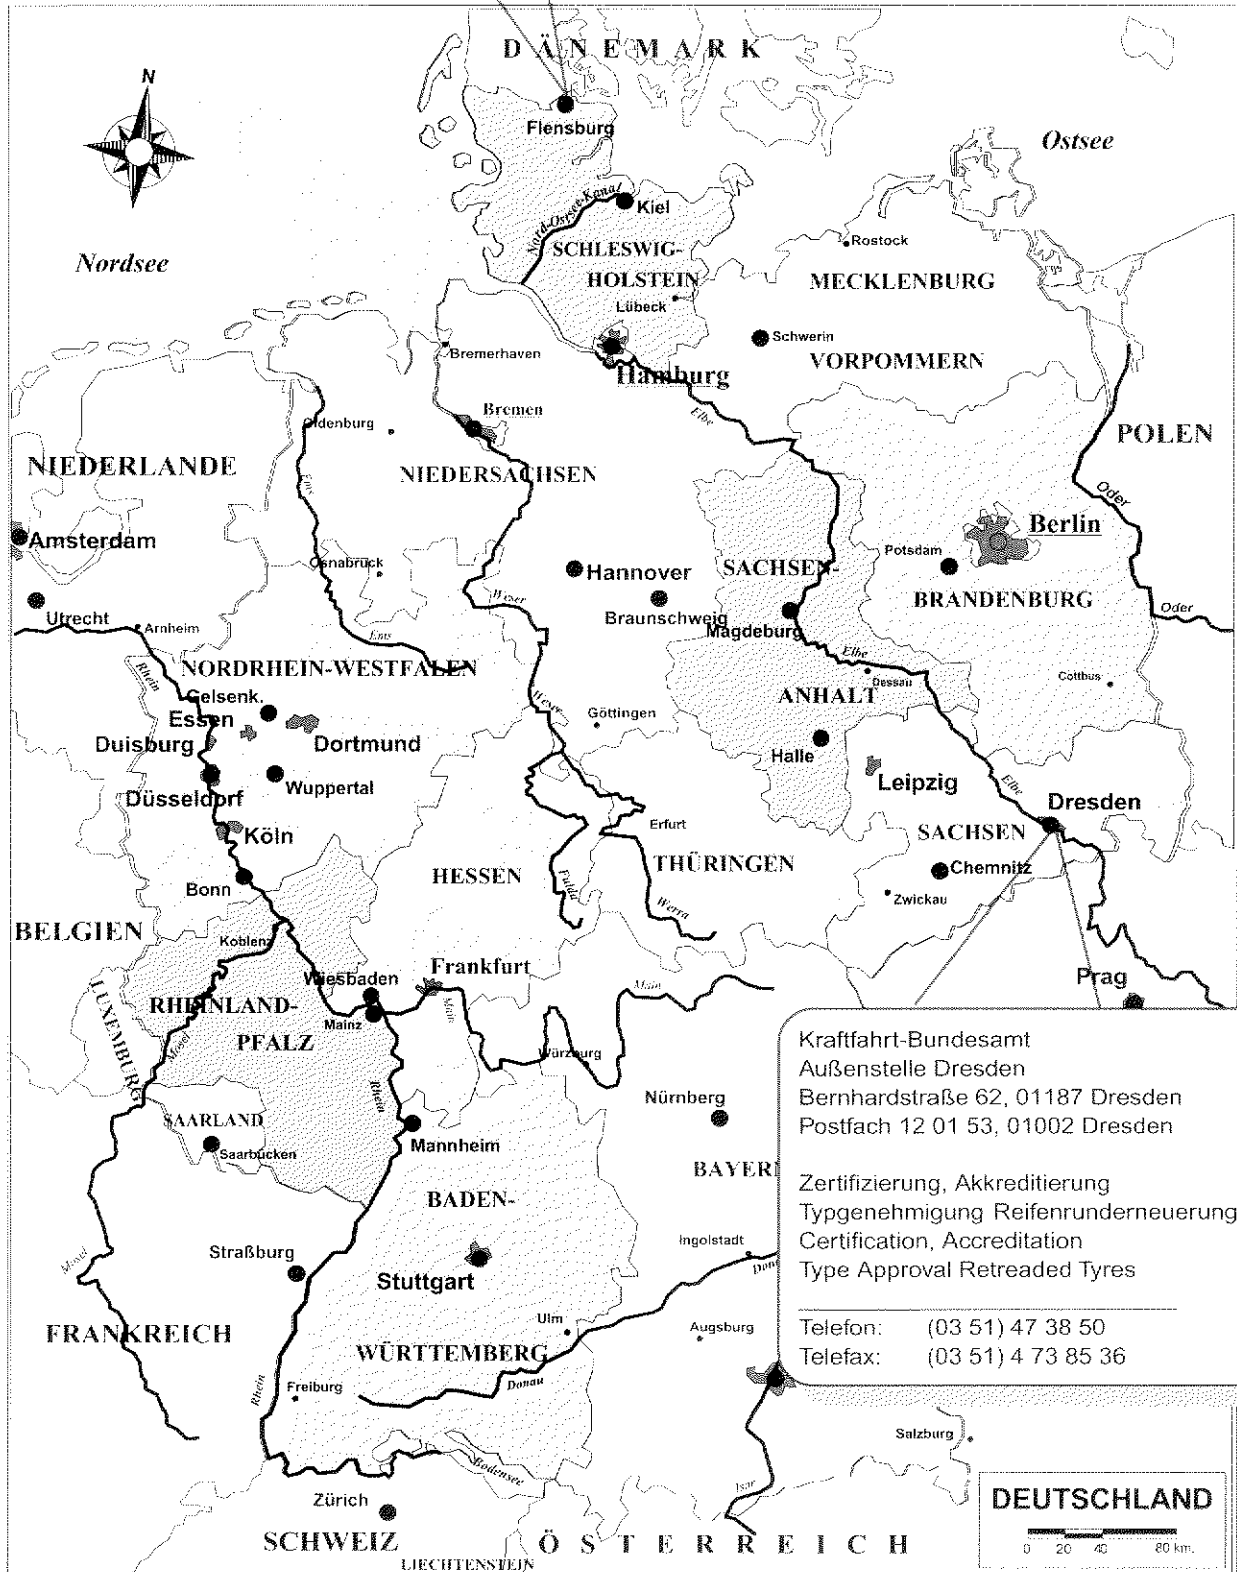 DÄNEMARK
N
Flensburg
Ostsee
Nord-Ostsee-Kanal
Kiel
Rostock
Nordsee
SCHLESWIG-
HOLSTEIN
MECKLENBURG
Lübeck
Schwerin
Bremerhaven
VORPOMMERN
Hamburg
Elbe
Bremen
Oldenburg
POLEN
NIEDERLANDE
NIEDERSACHSEN
Ems
Oder
Berlin
Amsterdam
Potsdam
Osnabrück
Hannover
SACHSEN-
Weser
BRANDENBURG
Utrecht
Braunschweig
Oder
Arnheim
Magdeburg
Ems
Elbe
Rhein
NORDRHEIN-WESTFALEN
Dessau
Cottbus
Gelsenk.
ANHALT
Weser
Essen
Göttingen
Duisburg
Dortmund
Halle
Leipzig
Wuppertal
Elbe
Düsseldorf
Dresden
Erfurt
Köln
SACHSEN
THÜRINGEN
Chemnitz
HESSEN
Bonn
Fulda
Zwickau
Werra
BELGIEN
Koblenz
Frankfurt
Wiesbaden
Prag
Main
LUXEMBURG
RHEINLAND-
Main
Mainz
PFALZ
Mosel
Würzburg
Rhein
Nürnberg
SAARLAND
Mannheim
Saarbücken
BAYERN
BADEN-
Ingolstadt
Straßburg
Mosel
Stuttgart
Donau
FRANKREICH
Ulm
Augsburg
WÜRTTEMBERG
Donau
Rhein
Freiburg
Kraftfahrt-Bundesamt
Außenstelle Dresden
Bernhardstraße 62, 01187 Dresden
Postfach 12 01 53, 01002 Dresden
Zertifizierung, Akkreditierung
Typgenehmigung Reifenrunderneuerung
Certification, Accreditation
Type Approval Retreaded Tyres
Telefon: (03 51) 47 38 50
Telefax: (03 51) 4 73 85 36
Salzburg
Bodensee
Isar
Zürich
SCHWEIZ
ÖSTERREICH
LIECHTENSTEIN
DEUTSCHLAND
0 20 40 80 km.